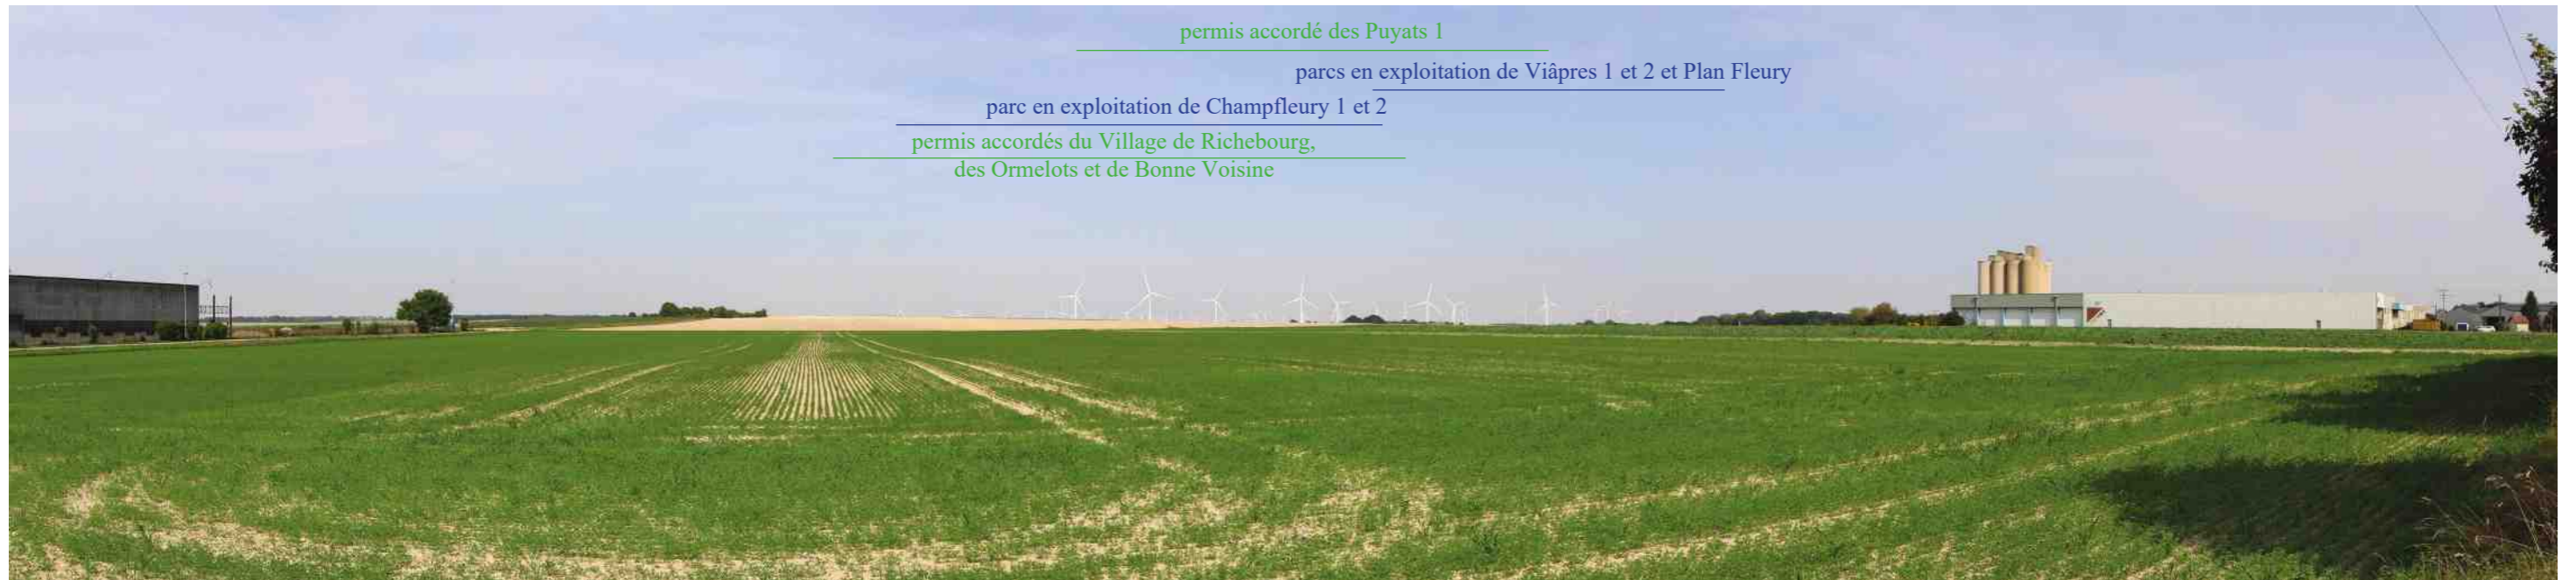 permis accordé des Puyats 1
parcs en exploitation de Viâpres 1 et 2 et Plan Fleury
parc en exploitation de Champfleury 1 et 2
permis accordés du Village de Richebourg,
des Ormelots et de Bonne Voisine